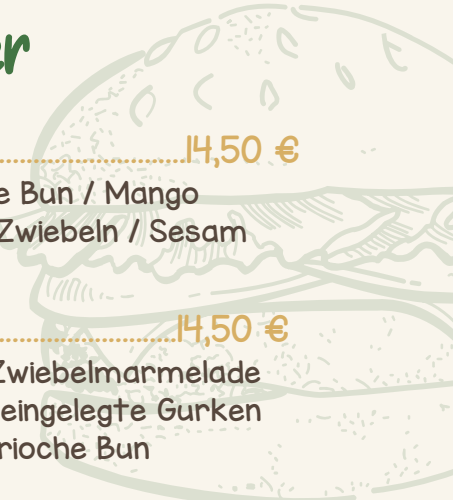 r
..............................14,50 €
e Bun / Mango
Zwiebeln / Sesam
............................14,50 €
Zwiebelmarmelade
eingelegte Gurken
rioche Bun